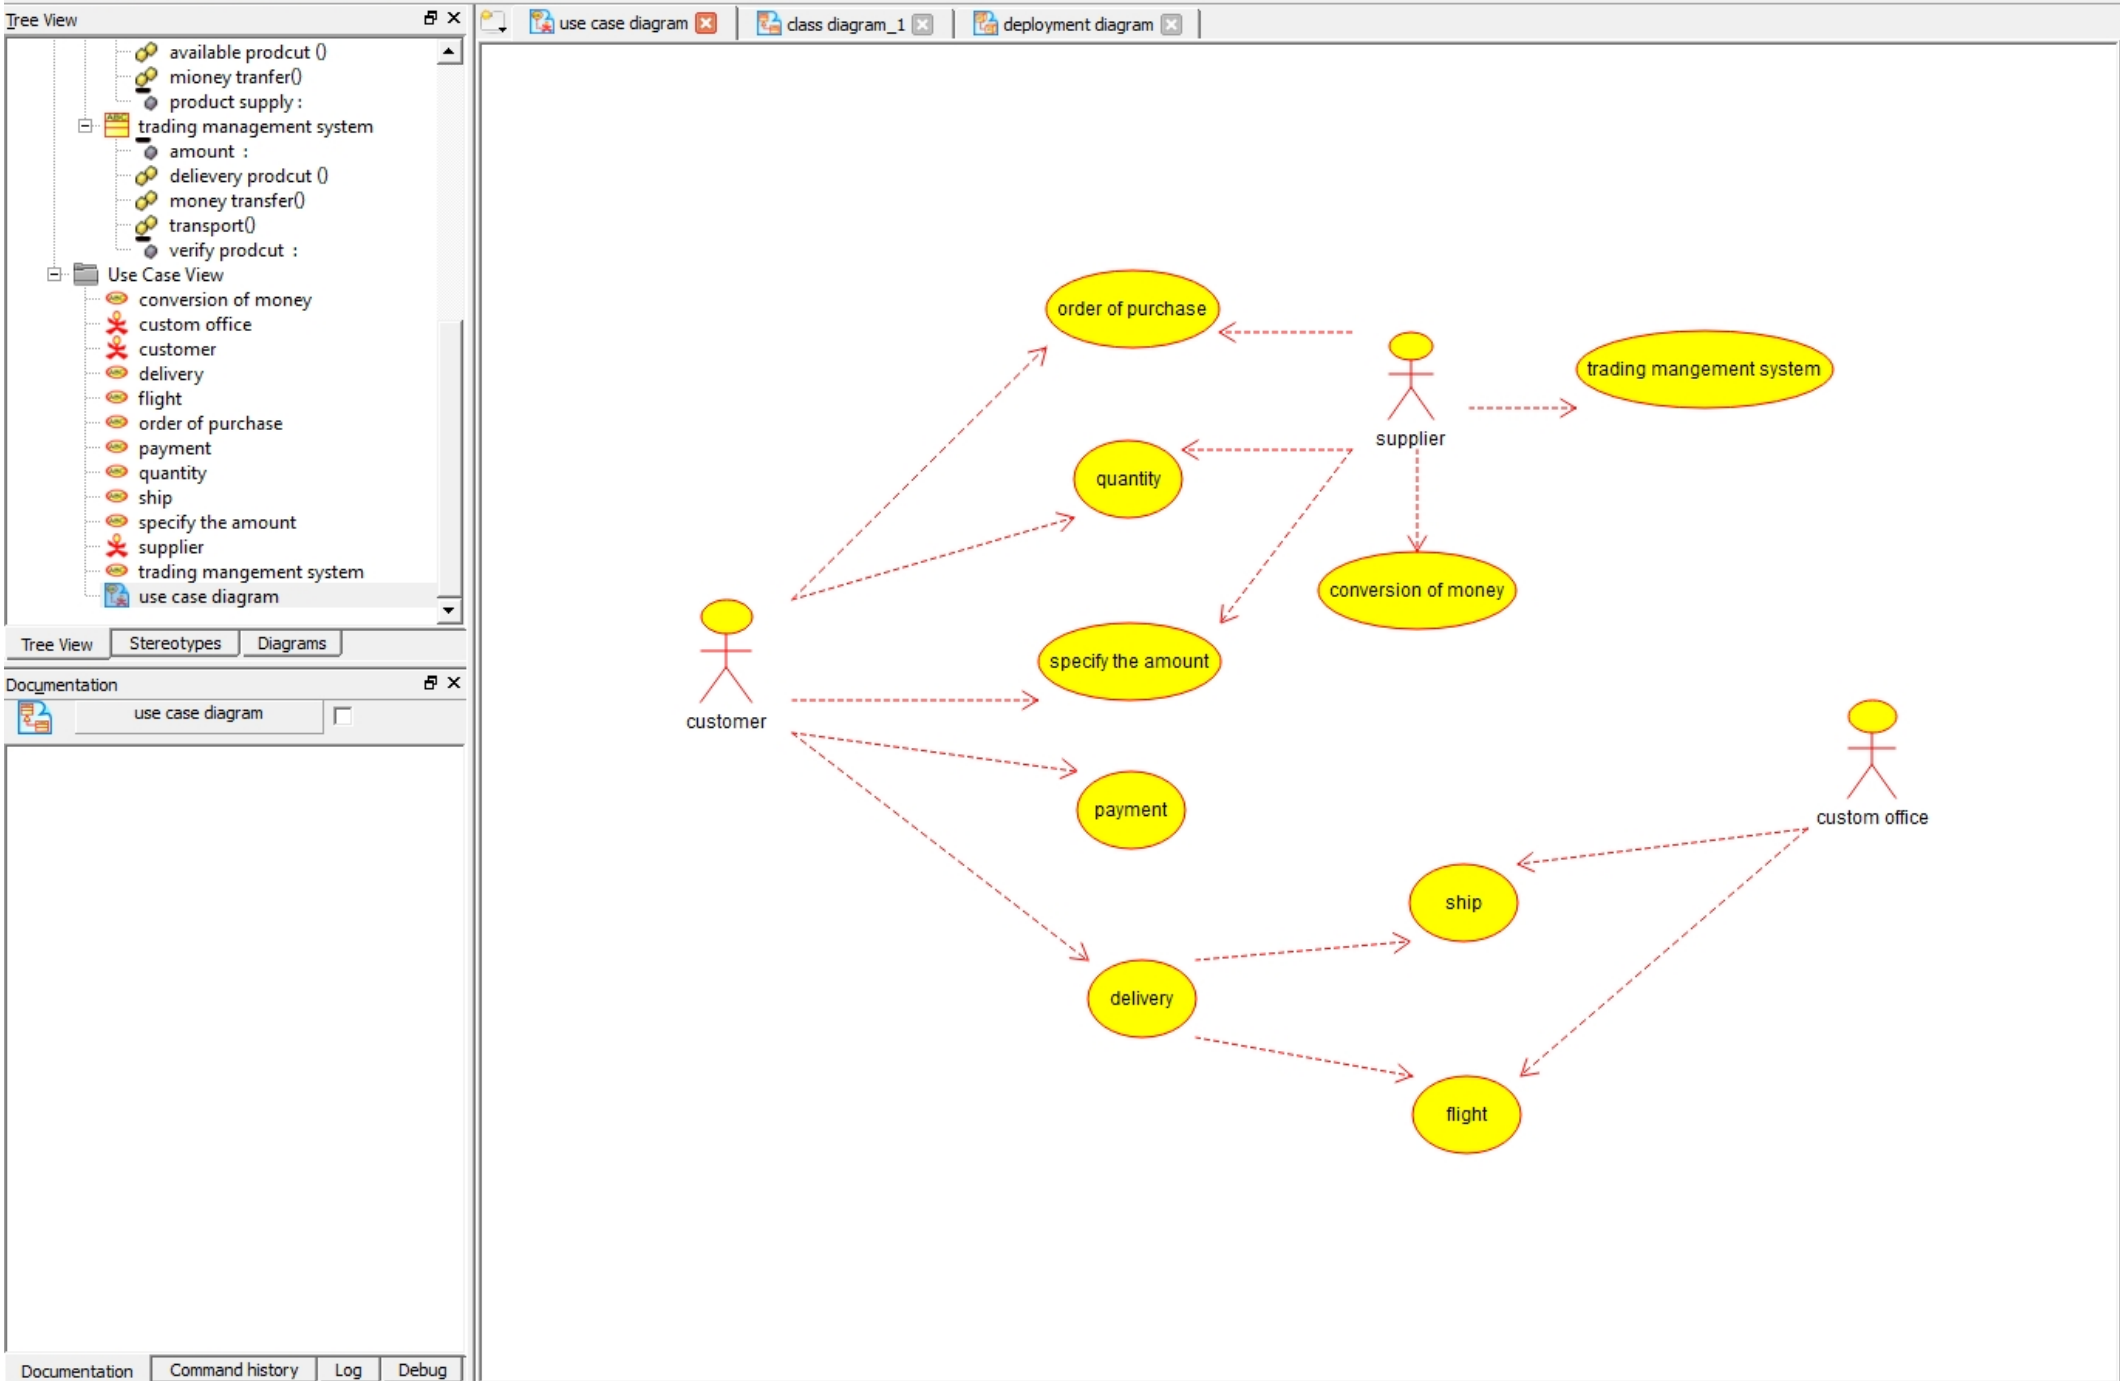 Tree View
available prodcut ()
mioney tranfer()
product supply :
trading management system
amount :
delievery prodcut ()
money transfer()
transport()
verify prodcut :
Use Case View
conversion of money
custom office
customer
delivery
flight
order of purchase
payment
quantity
ship
specify the amount
supplier
trading mangement system
use case diagram
Tree View
Stereotypes
Diagrams
Documentation
use case diagram
Documentation
Command history
Log
Debug
use case diagram
class diagram_1
deployment diagram
order of purchase
trading mangement system
supplier
quantity
conversion of money
specify the amount
customer
payment
custom office
ship
delivery
flight